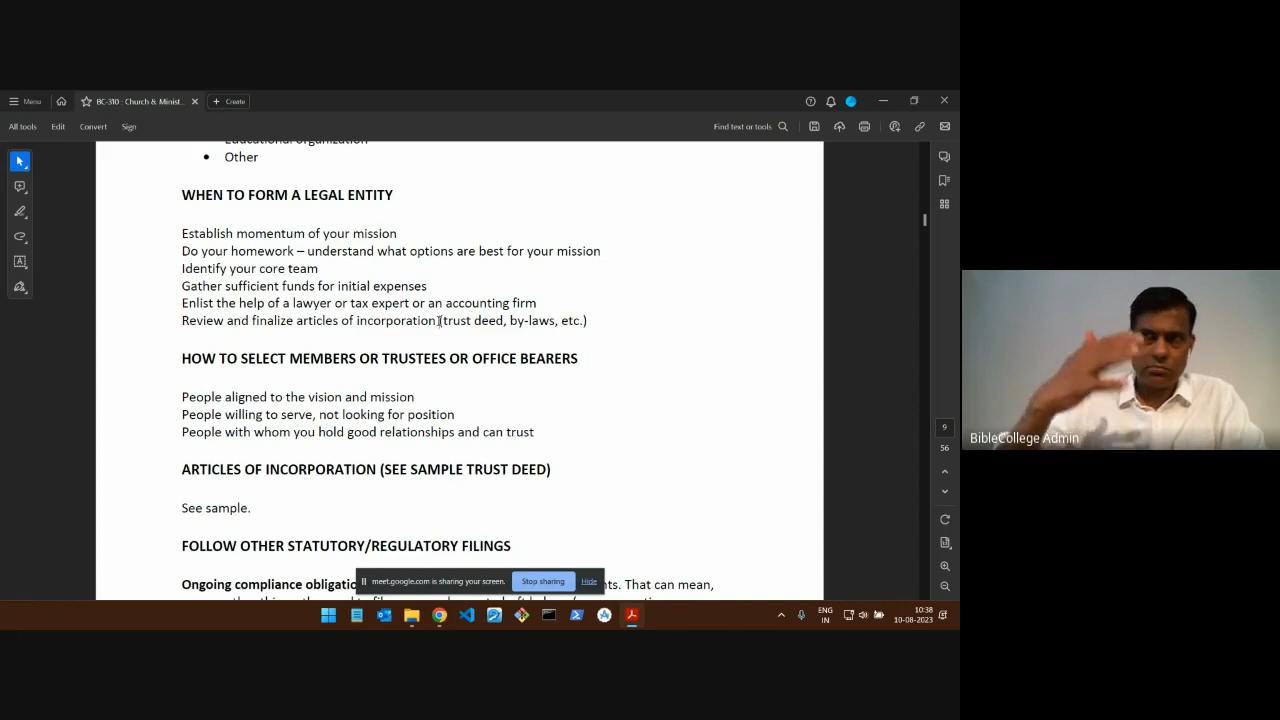 Menu
BC-310 : Church & Minist...
Create
All tools
Edit
Convert
Sign
Find text or tools
Educational organization
• Other
WHEN TO FORM A LEGAL ENTITY
Establish momentum of your mission
Do your homework – understand what options are best for your mission
Identify your core team
Gather sufficient funds for initial expenses
Enlist the help of a lawyer or tax expert or an accounting firm
Review and finalize articles of incorporation (trust deed, by-laws, etc.)
HOW TO SELECT MEMBERS OR TRUSTEES OR OFFICE BEARERS
People aligned to the vision and mission
People willing to serve, not looking for position
People with whom you hold good relationships and can trust
ARTICLES OF INCORPORATION (SEE SAMPLE TRUST DEED)
See sample.
FOLLOW OTHER STATUTORY/REGULATORY FILINGS
Ongoing compliance obligatio
nts. That can mean,
meet.google.com is sharing your screen.
Stop sharing
Hide
9
56
BibleCollege Admin
ENG
IN
10:38
10-08-2023